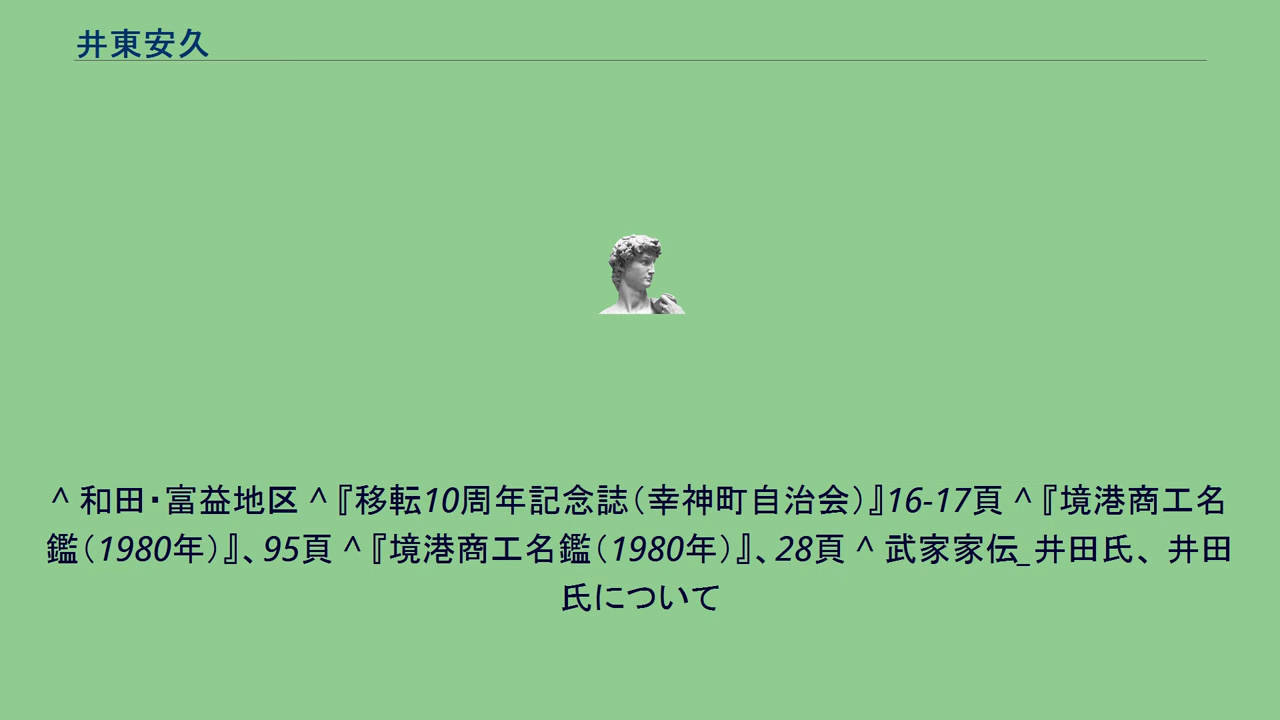 井東安久
^ 和田・富益地区 ^『移転10周年記念誌（幸神町自治会）』16-17頁 ^『境港商工名
鑑（1980年）』、95頁 ^『境港商工名鑑（1980年）』、28頁 ^ 武家家伝_井田氏、井田
氏について